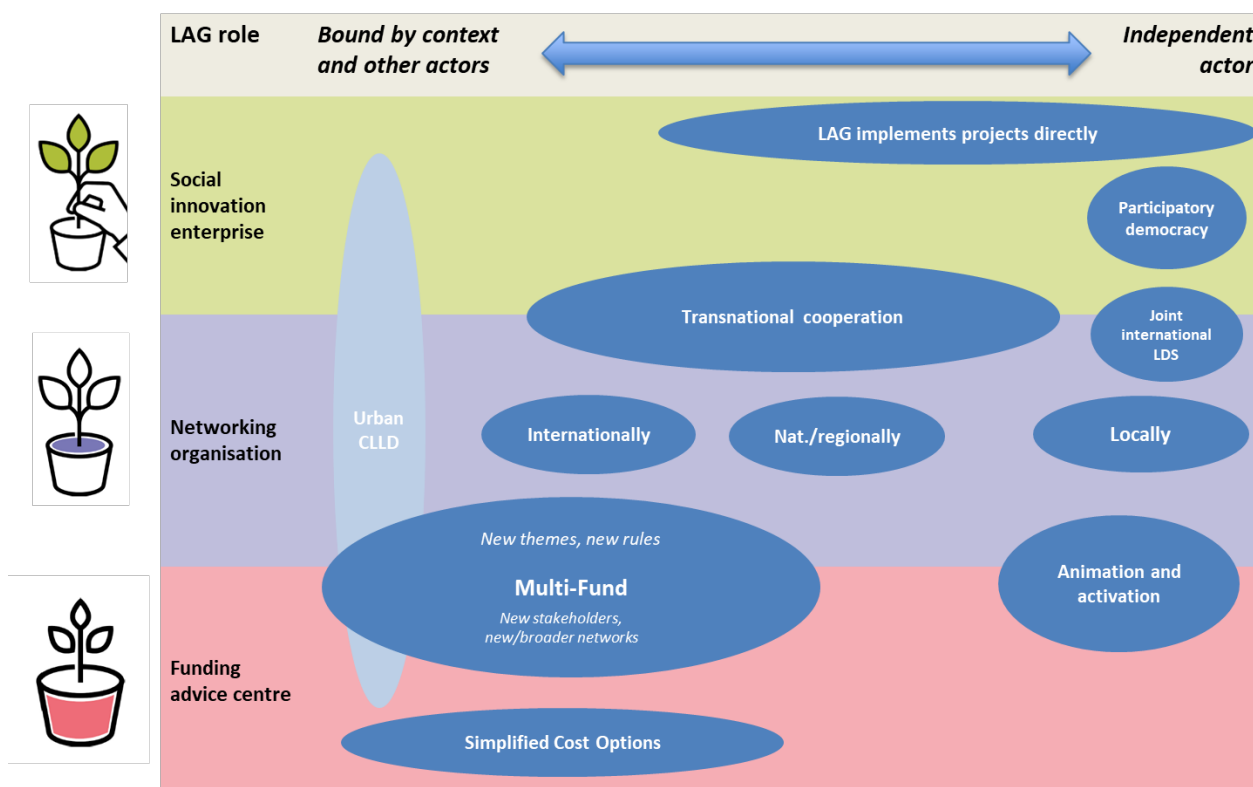 LAG role
Bound by context
and other actors
Independent
actor
LAG implements projects directly
Social
innovation
enterprise
Participatory
democracy
Transnational cooperation
Joint
international
LDS
Networking
organisation
Urban
CLLD
Internationally
Nat./regionally
Locally
New themes, new rules
Multi-Fund
New stakeholders,
new/broader networks
Animation and
activation
Funding
advice centre
Simplified Cost Options